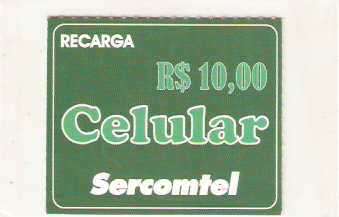 RECARGA
R$ 10,00
Celular
Sercomtel